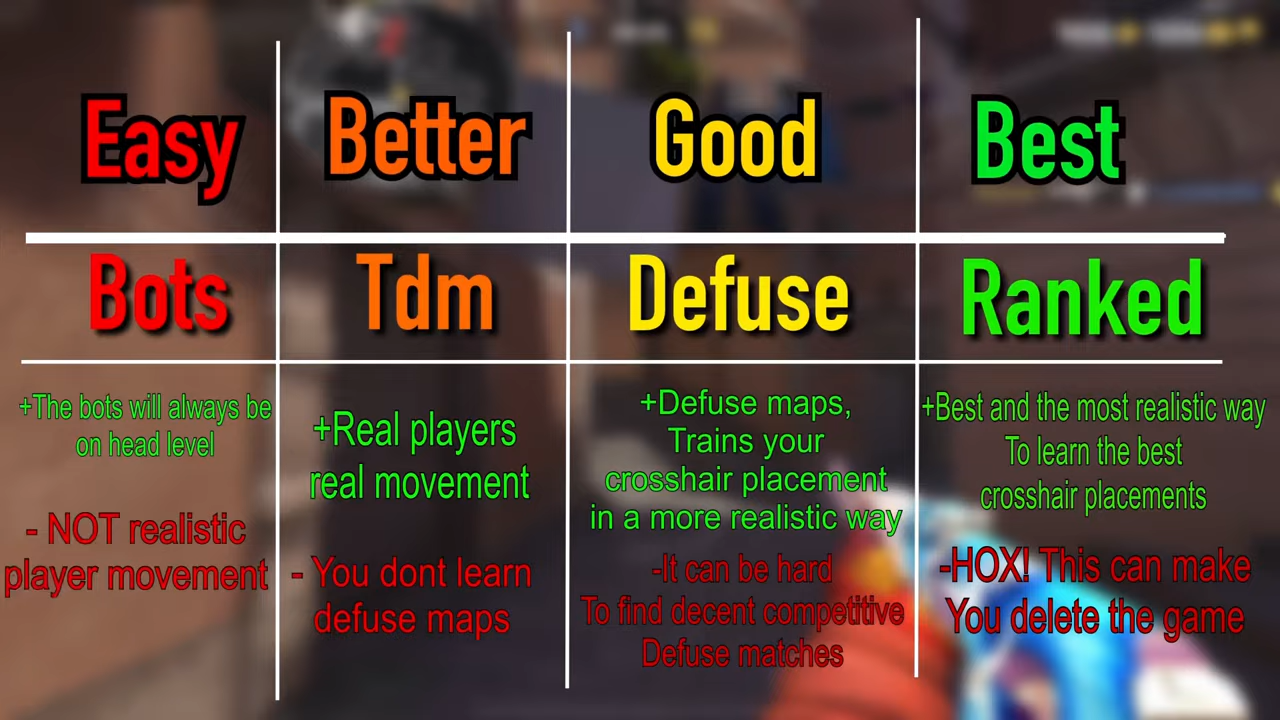 Easy
Better
Good
Best
Bots
Tdm
Defuse
Ranked
+The bots will always be
on head level
- NOT realistic
player movement
+Real players
real movement
- You dont learn
defuse maps
+Defuse maps,
Trains your
crosshair placement
in a more realistic way
-It can be hard
To find decent competitive
Defuse matches
+Best and the most realistic way
To learn the best
crosshair placements
-HOX! This can make
You delete the game